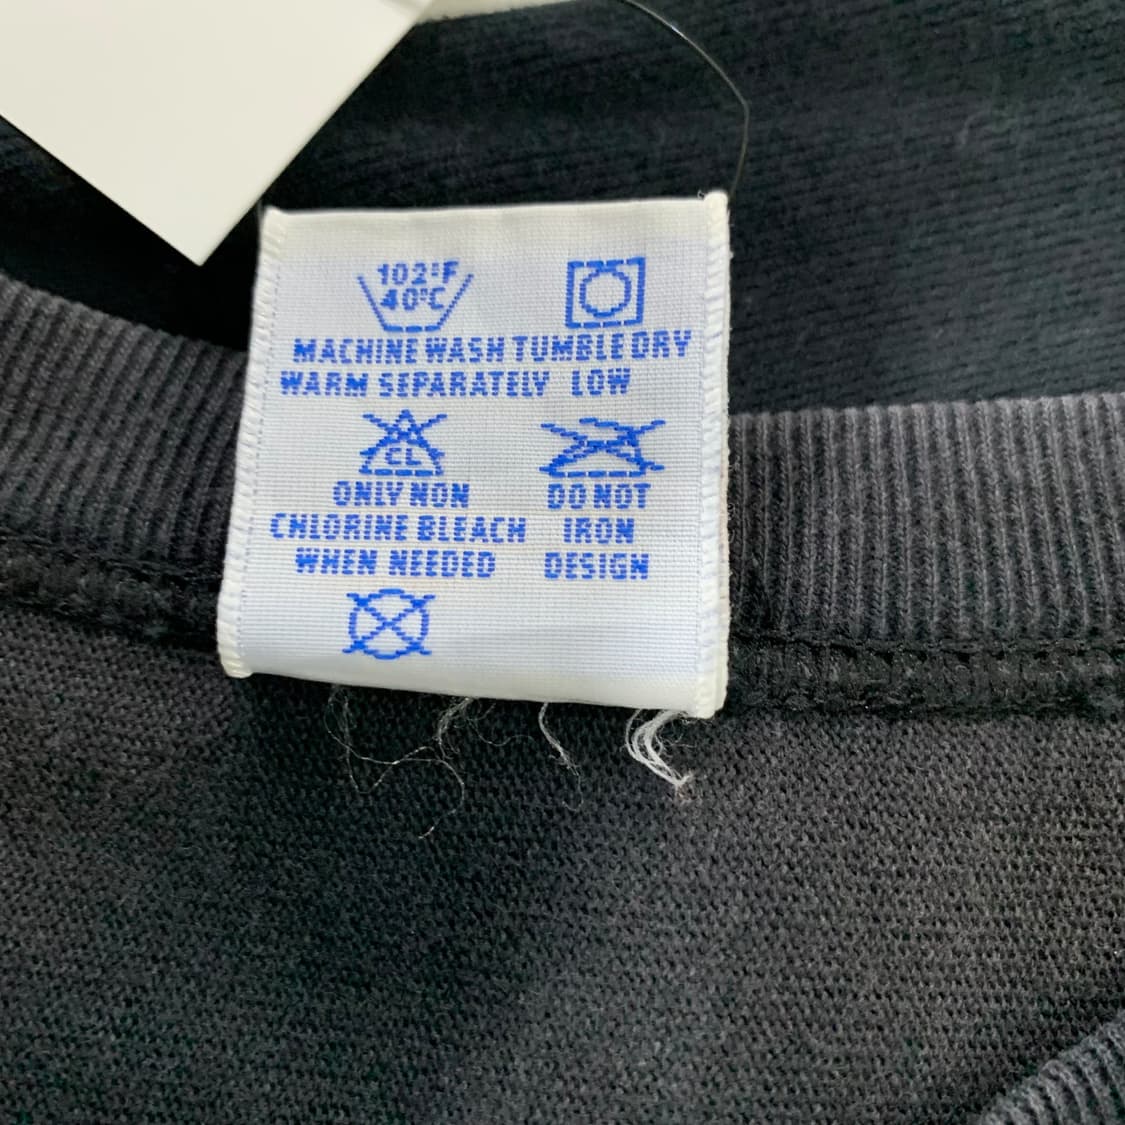 102°F
40°C
MACHINE WASH TUMBLE DRY
WARM SEPARATELY LOW
CL
ONLY NON
CHLORINE BLEACH
WHEN NEEDED
DO NOT
IRON
DESIGN